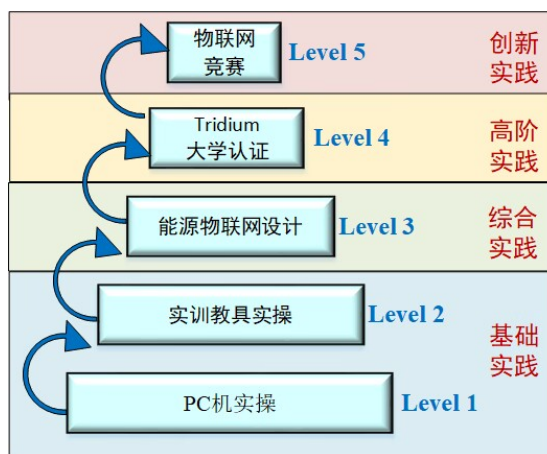 物联网
竞赛
Level 5
创新
实践
Tridium
大学认证
Level 4
高阶
实践
能源物联网设计
Level 3
综合
实践
实训教具实操
Level 2
基础
实践
PC机实操
Level 1